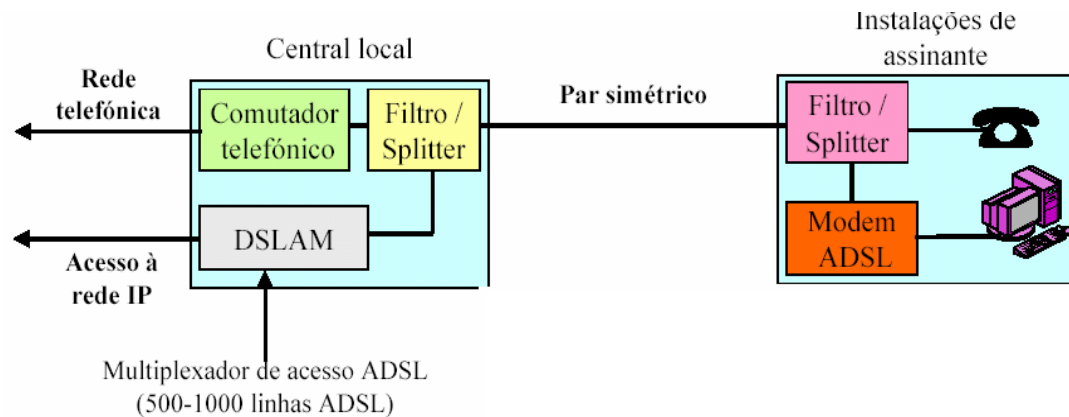 Instalações de
assinante
Central local
Rede
telefónica
Comutador
telefónico
Filtro /
Splitter
Par simétrico
Filtro /
Splitter
DSLAM
Modem
ADSL
Acesso à
rede IP
Multiplexador de acesso ADSL
(500-1000 linhas ADSL)